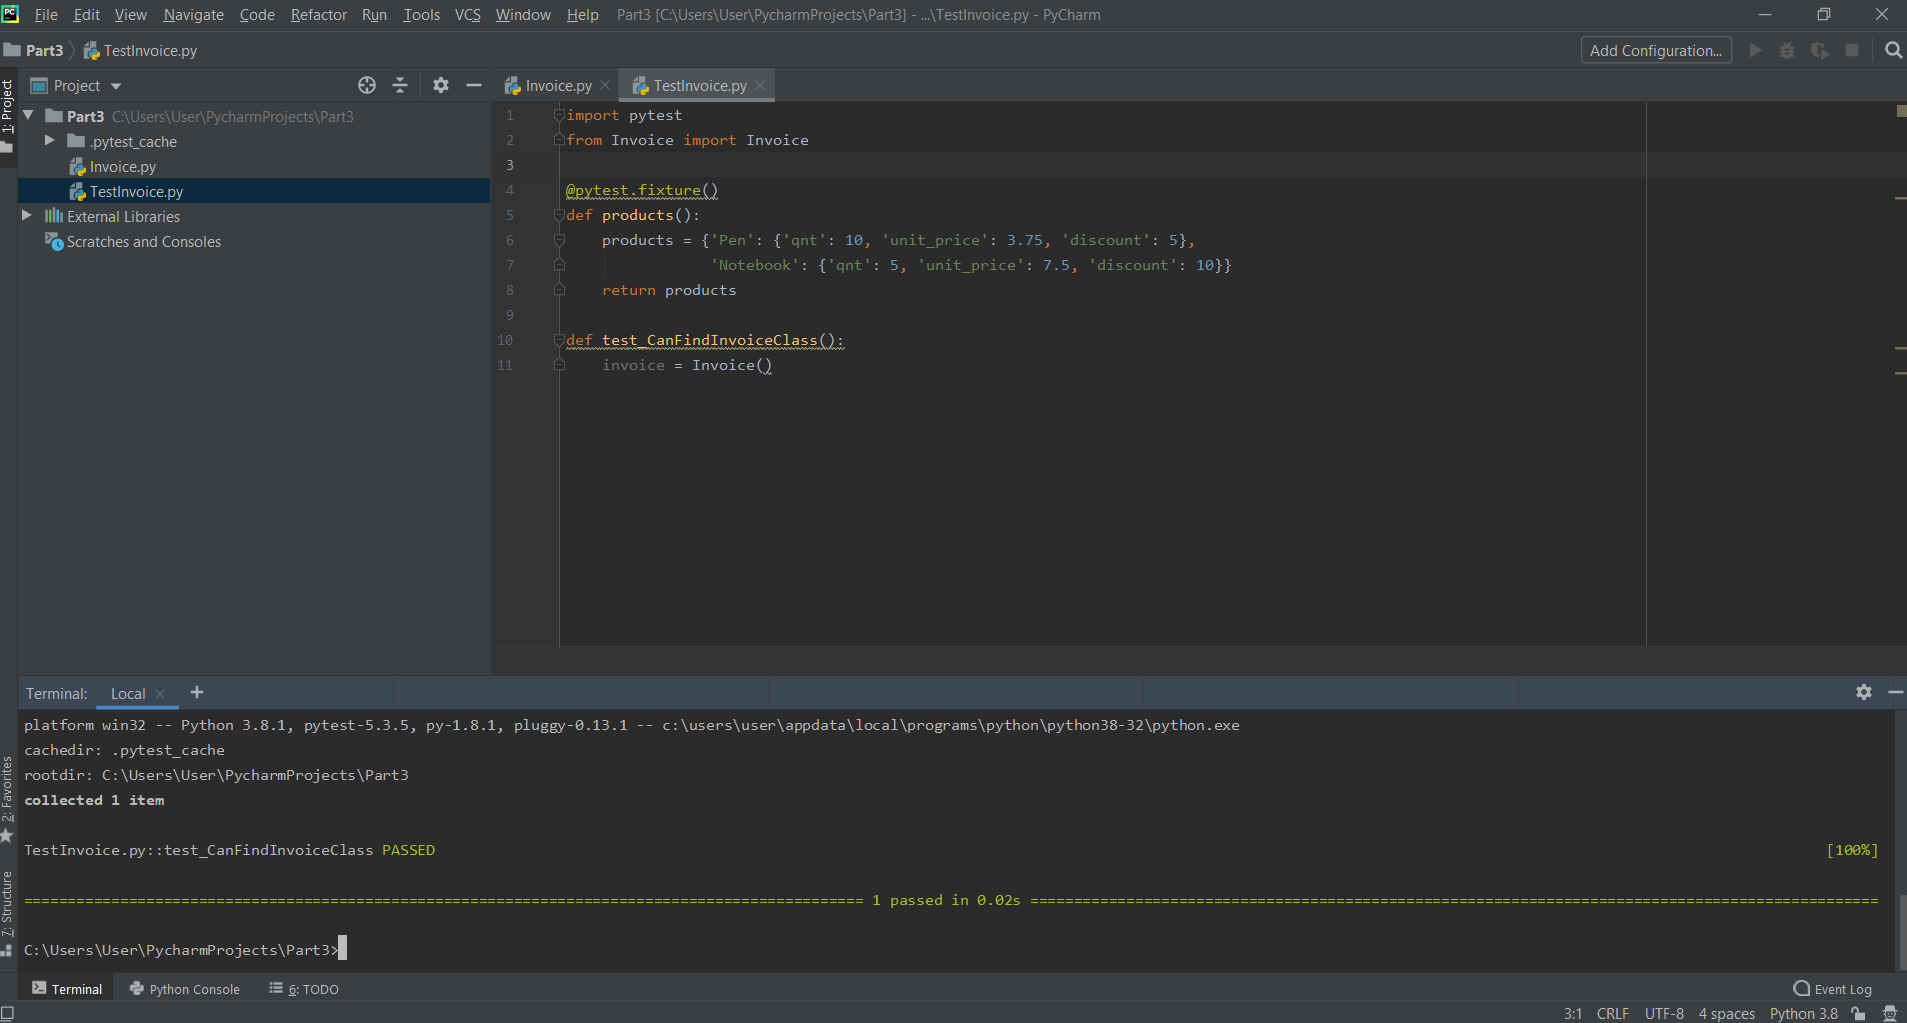 PC File Edit View Navigate Code Refactor Run Tools VCS Window Help Part3 [C:\Users\User\PycharmProjects\Part3] - ...\TestInvoice.py - PyCharm
Part3 TestInvoice.py Add Configuration...
1: Project
Project
Part3 C:\Users\User\PycharmProjects\Part3
.pytest_cache
Invoice.py
TestInvoice.py
External Libraries
Scratches and Consoles
Invoice.py TestInvoice.py
1 import pytest
2 from Invoice import Invoice
3
4 @pytest.fixture()
5 def products():
6     products = {'Pen': {'qnt': 10, 'unit_price': 3.75, 'discount': 5},
7                 'Notebook': {'qnt': 5, 'unit_price': 7.5, 'discount': 10}}
8     return products
9
10 def test_CanFindInvoiceClass():
11     invoice = Invoice()
Terminal: Local +
platform win32 -- Python 3.8.1, pytest-5.3.5, py-1.8.1, pluggy-0.13.1 -- c:\users\user\appdata\local\programs\python\python38-32\python.exe
cachedir: .pytest_cache
rootdir: C:\Users\User\PycharmProjects\Part3
collected 1 item
TestInvoice.py::test_CanFindInvoiceClass PASSED [100%]
============ 1 passed in 0.02s ============
C:\Users\User\PycharmProjects\Part3>
2: Favorites
7: Structure
Terminal Python Console 6: TODO Event Log
3:1 CRLF UTF-8 4 spaces Python 3.8